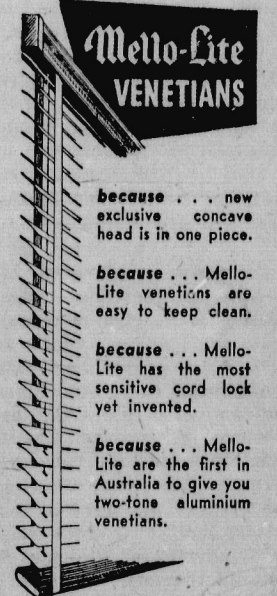 Mello-Lite
VENETIANS
because . . . new
exclusive concave
head is in one piece.
because . . . Mello-
Lite venetians are
easy to keep clean.
because . . . Mello-
Lite has the most
sensitive cord lock
yet invented.
because . . . Mello-
Lite are the first in
Australia to give you
two-tone aluminium
venetians.